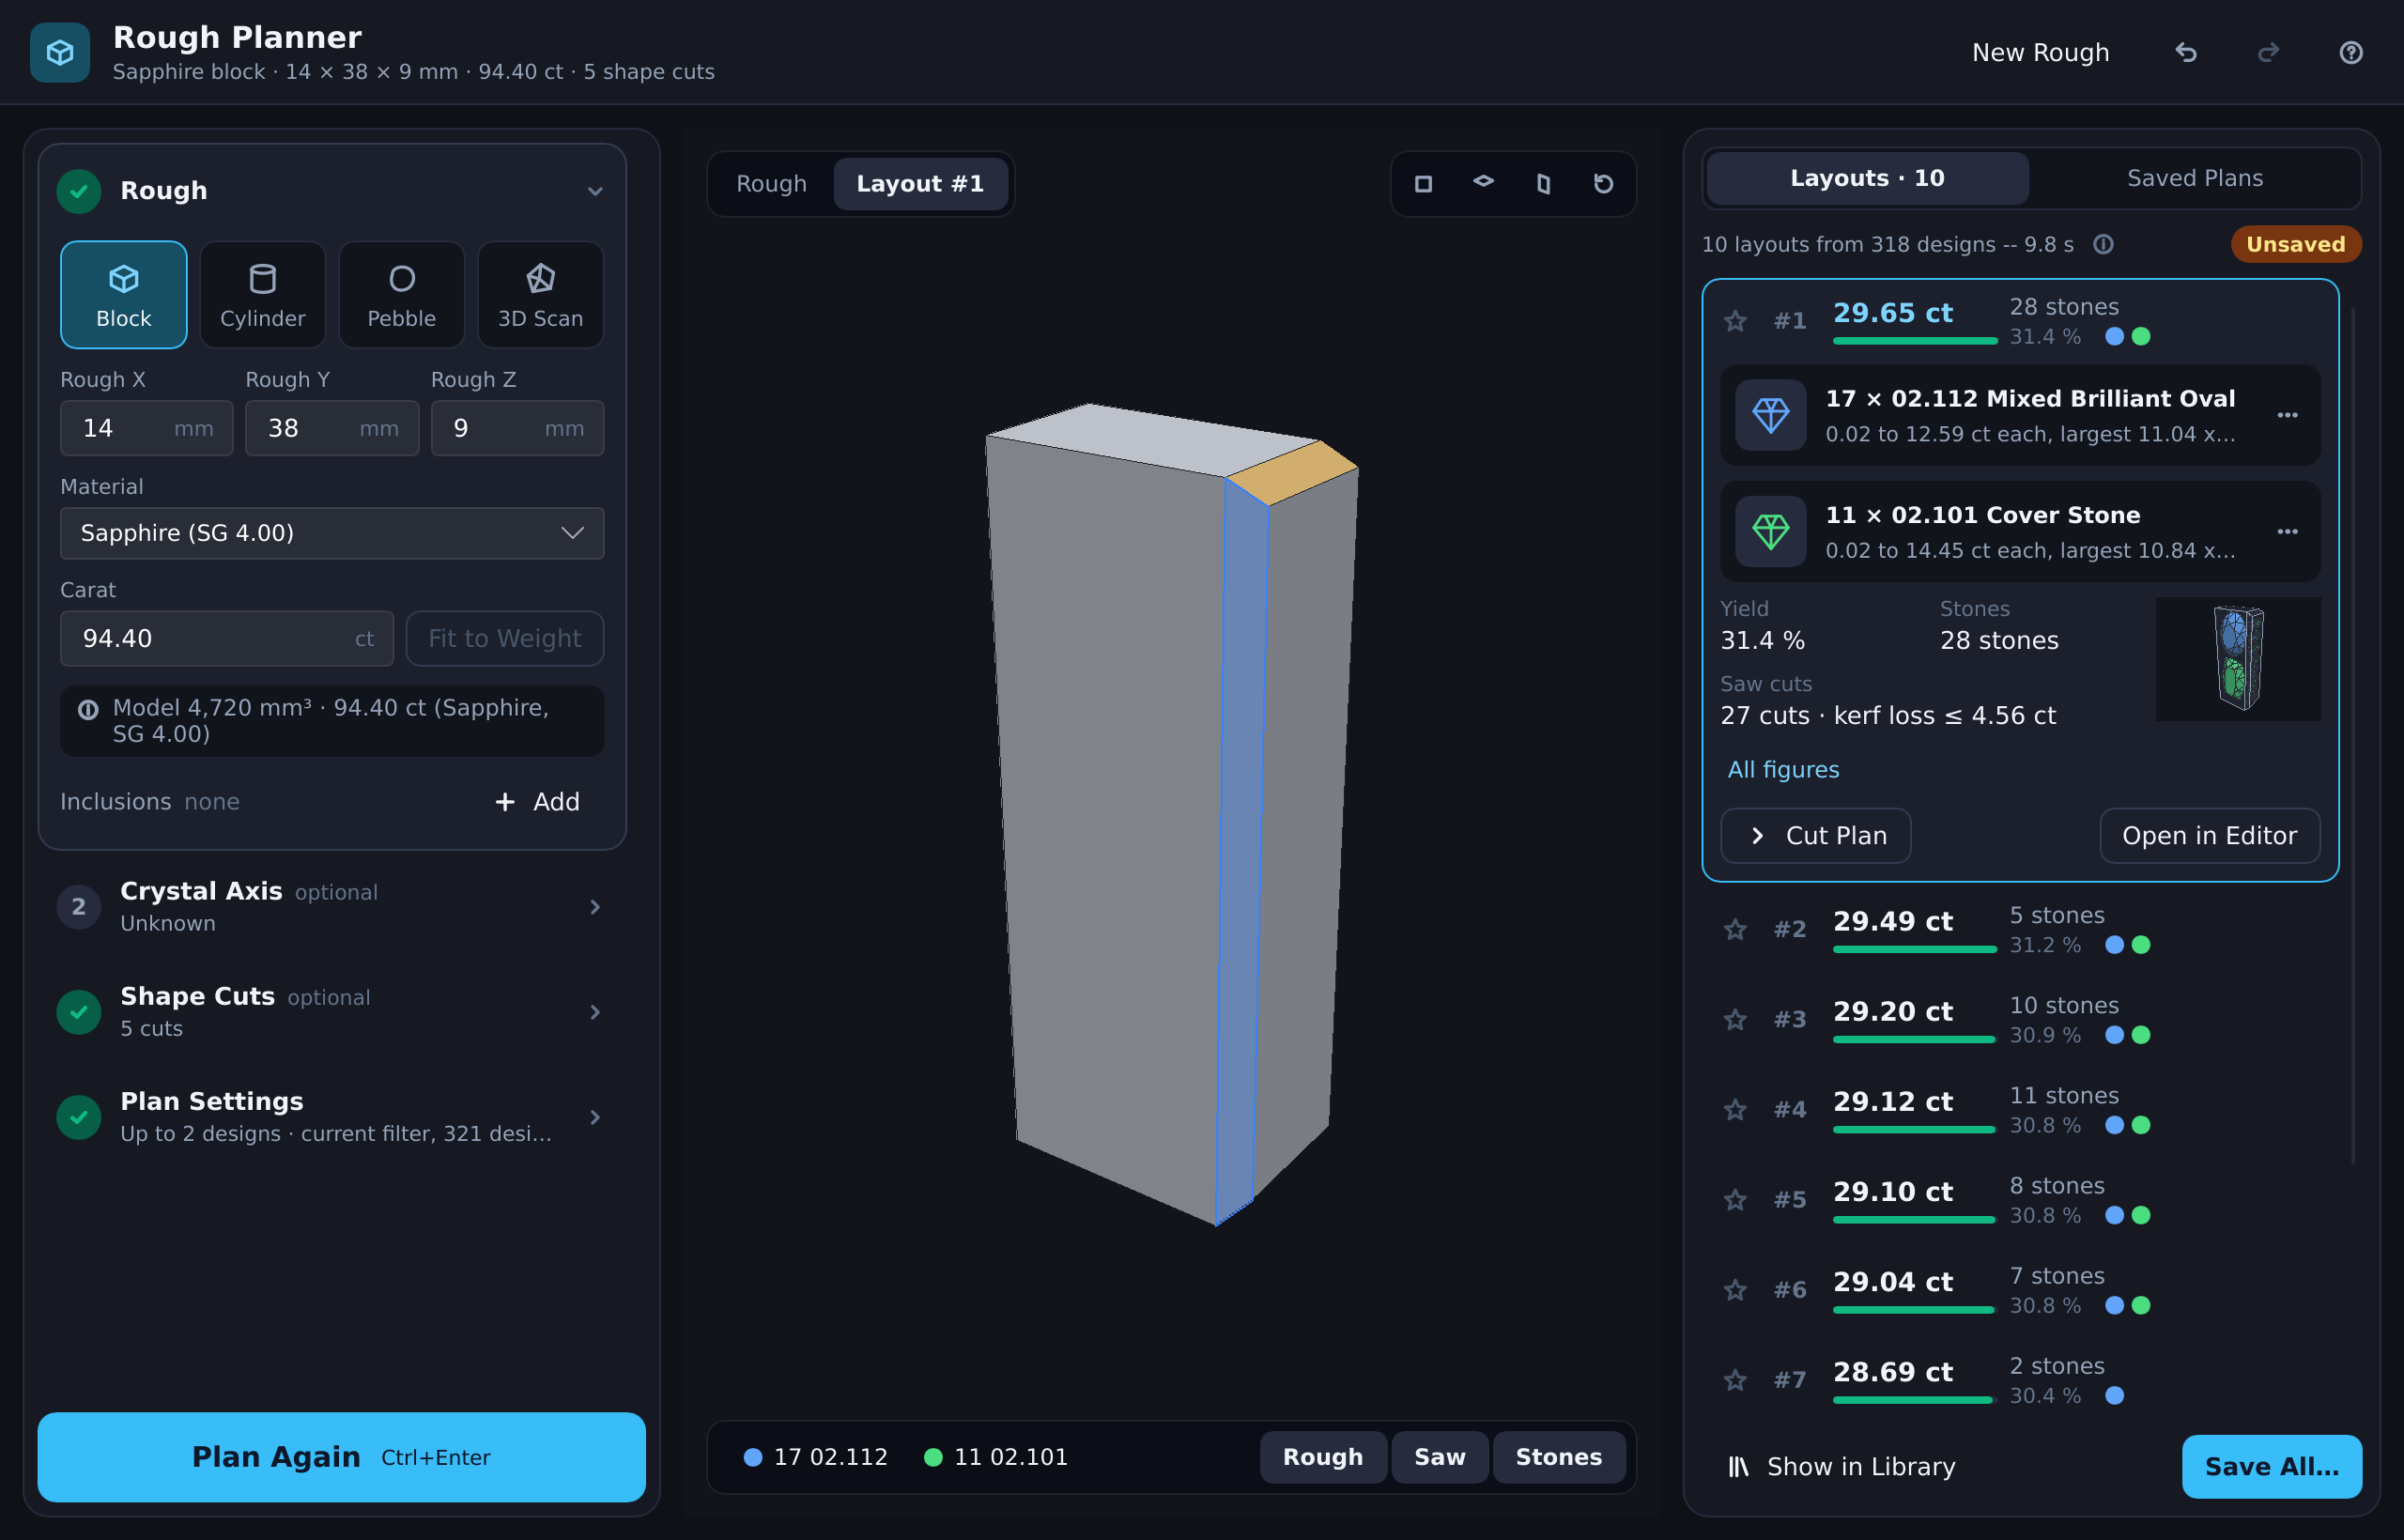 Rough Planner
Sapphire block · 14 × 38 × 9 mm · 94.40 ct · 5 shape cuts
New Rough
Rough
Block
Cylinder
Pebble
3D Scan
Rough X
Rough Y
Rough Z
14 mm
38 mm
9 mm
Material
Sapphire (SG 4.00)
Carat
94.40 ct
Fit to Weight
Model 4,720 mm³ · 94.40 ct (Sapphire,
SG 4.00)
Inclusions none
Add
2
Crystal Axis optional
Unknown
Shape Cuts optional
5 cuts
Plan Settings
Up to 2 designs · current filter, 321 desi…
Plan Again Ctrl+Enter
Rough
Layout #1
17 02.112
11 02.101
Rough
Saw
Stones
Layouts · 10
Saved Plans
10 layouts from 318 designs -- 9.8 s
Unsaved
#1 29.65 ct 28 stones
31.4 %
17 × 02.112 Mixed Brilliant Oval
0.02 to 12.59 ct each, largest 11.04 x…
11 × 02.101 Cover Stone
0.02 to 14.45 ct each, largest 10.84 x…
Yield
31.4 %
Stones
28 stones
Saw cuts
27 cuts · kerf loss ≤ 4.56 ct
All figures
Cut Plan
Open in Editor
#2 29.49 ct 5 stones
31.2 %
#3 29.20 ct 10 stones
30.9 %
#4 29.12 ct 11 stones
30.8 %
#5 29.10 ct 8 stones
30.8 %
#6 29.04 ct 7 stones
30.8 %
#7 28.69 ct 2 stones
30.4 %
Show in Library
Save All…